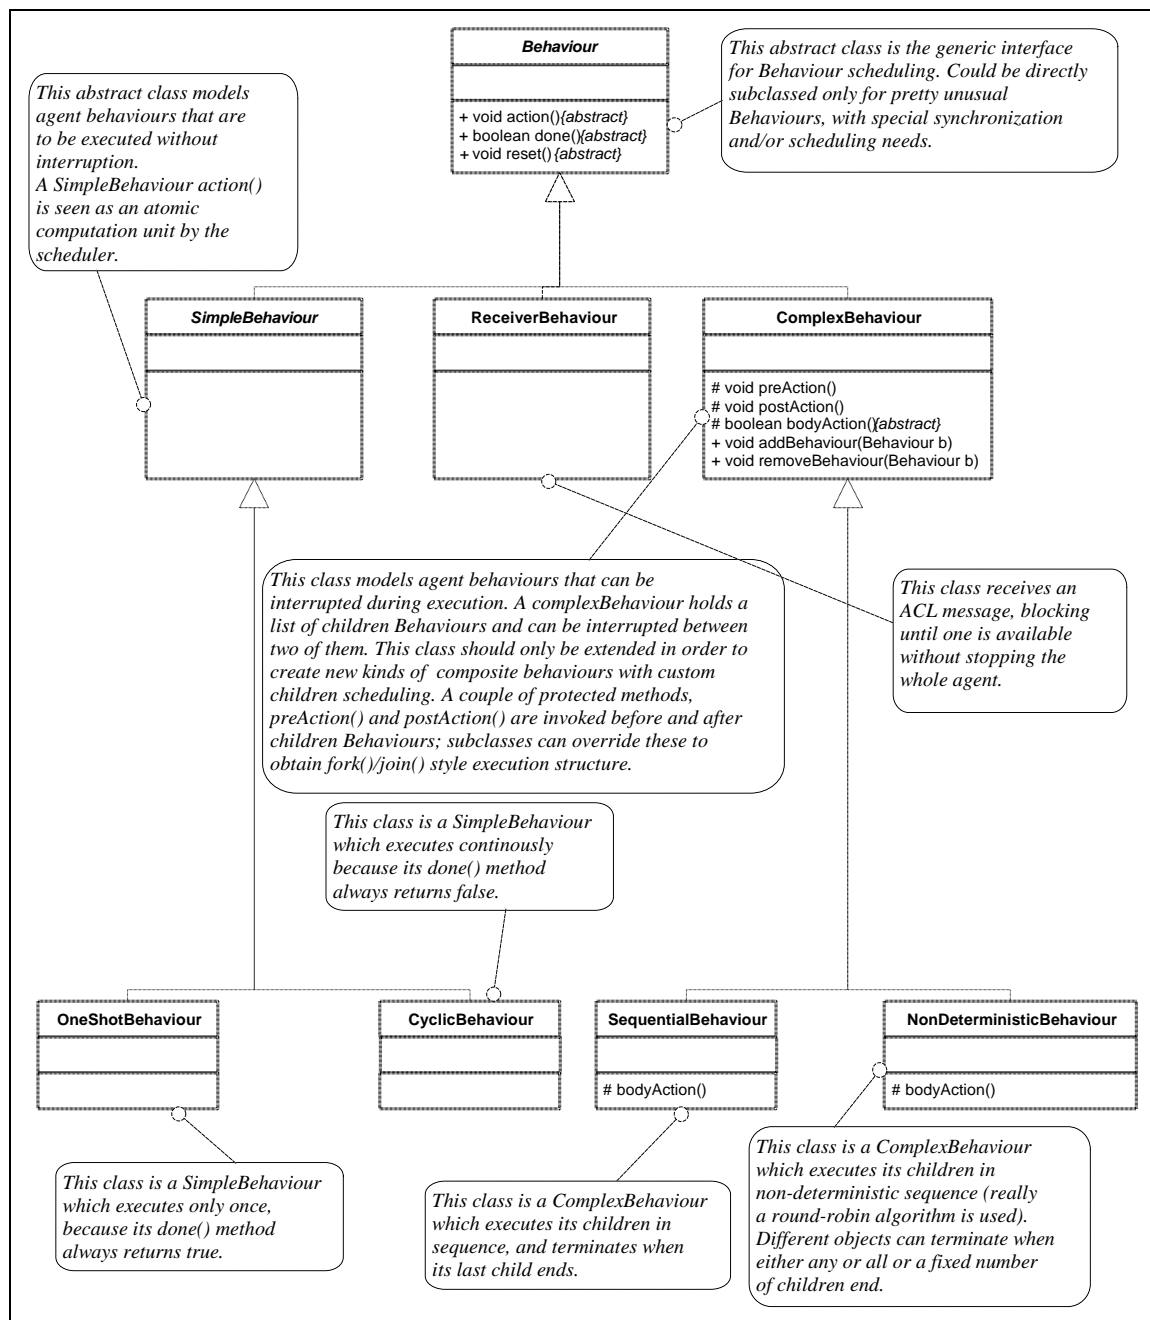 Behaviour
+ void action(){abstract}
+ boolean done(){abstract}
+ void reset(){abstract}
This abstract class is the generic interface
for Behaviour scheduling. Could be directly
subclassed only for pretty unusual
Behaviours, with special synchronization
and/or scheduling needs.
This abstract class models
agent behaviours that are
to be executed without
interruption.
A SimpleBehaviour action()
is seen as an atomic
computation unit by the
scheduler.
SimpleBehaviour
ReceiverBehaviour
ComplexBehaviour
# void preAction()
# void postAction()
# boolean bodyAction(){abstract}
+ void addBehaviour(Behaviour b)
+ void removeBehaviour(Behaviour b)
This class models agent behaviours that can be
interrupted during execution. A complexBehaviour holds a
list of children Behaviours and can be interrupted between
two of them. This class should only be extended in order to
create new kinds of composite behaviours with custom
children scheduling. A couple of protected methods,
preAction() and postAction() are invoked before and after
children Behaviours; subclasses can override these to
obtain fork()/join() style execution structure.
This class receives an
ACL message, blocking
until one is available
without stopping the
whole agent.
This class is a SimpleBehaviour
which executes continously
because its done() method
always returns false.
OneShotBehaviour
CyclicBehaviour
SequentialBehaviour
# bodyAction()
NonDeterministicBehaviour
# bodyAction()
This class is a SimpleBehaviour
which executes only once,
because its done() method
always returns true.
This class is a ComplexBehaviour
which executes its children in
sequence, and terminates when
its last child ends.
This class is a ComplexBehaviour
which executes its children in
non-deterministic sequence (really
a round-robin algorithm is used).
Different objects can terminate when
either any or all or a fixed number
of children end.